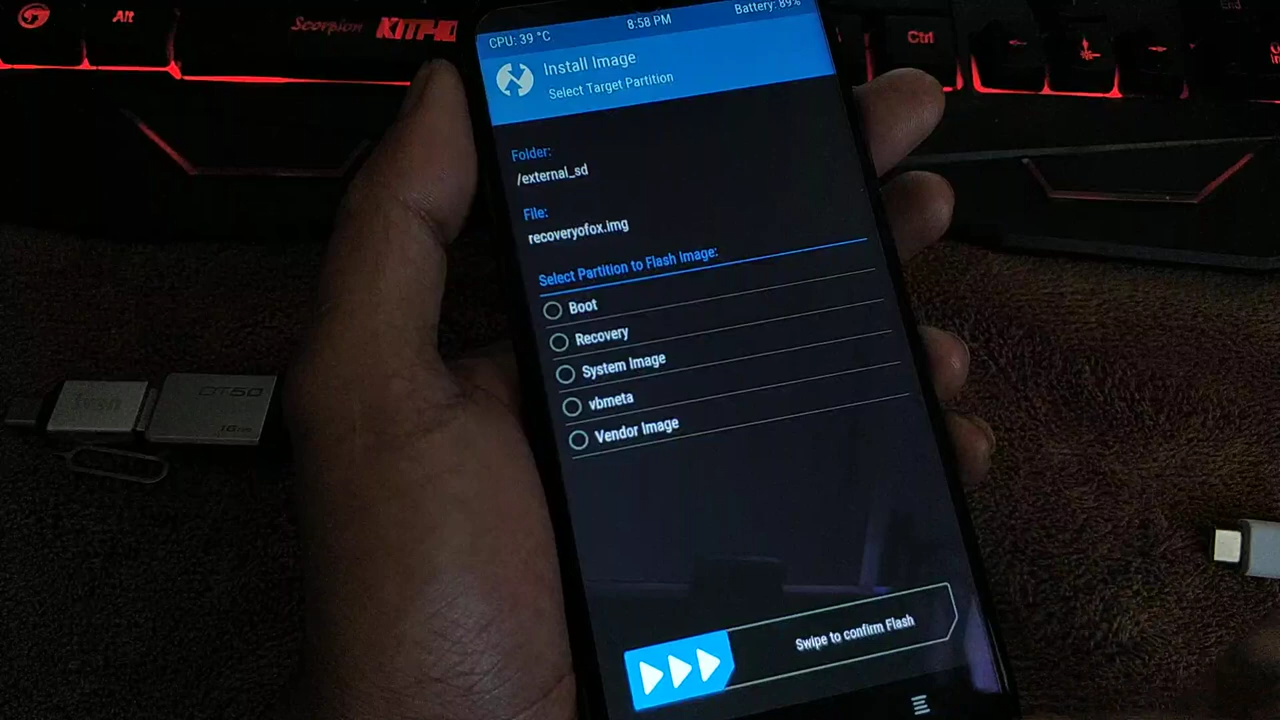 Alt
Scorpion
Ctrl
End
CPU: 39 °C
8:58 PM
Battery: 89%
Install Image
Select Target Partition
Folder:
/external_sd
File:
recoveryofox.img
Select Partition to Flash Image:
Boot
Recovery
System Image
vbmeta
Vendor Image
Swipe to confirm Flash